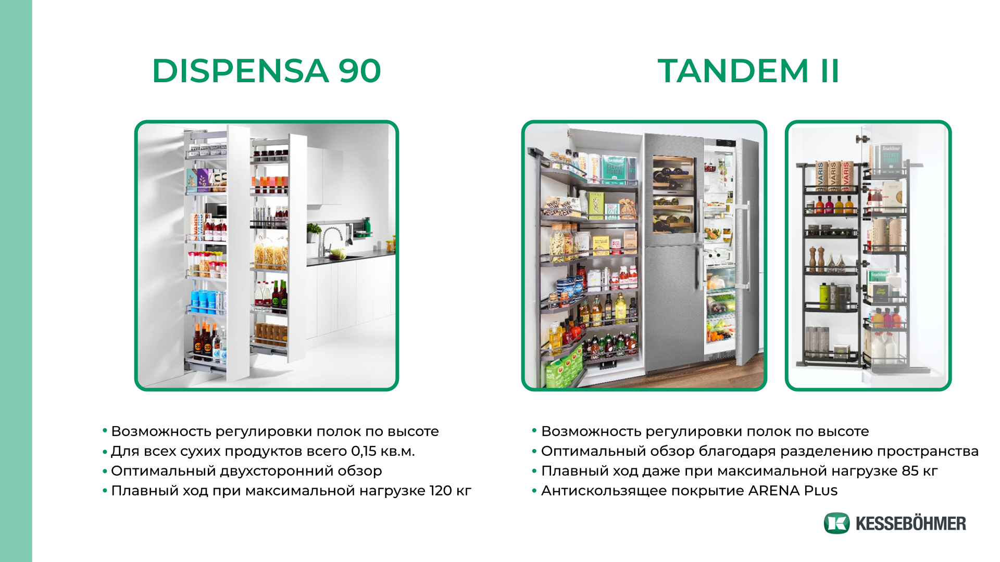 DISPENSA 90
TANDEM II
• Возможность регулировки полок по высоте
• Для всех сухих продуктов всего 0,15 кв.м.
• Оптимальный двухсторонний обзор
• Плавный ход при максимальной нагрузке 120 кг
• Возможность регулировки полок по высоте
• Оптимальный обзор благодаря разделению пространства
• Плавный ход даже при максимальной нагрузке 85 кг
• Антискользящее покрытие ARENA PLUS
KESSEBÖHMER